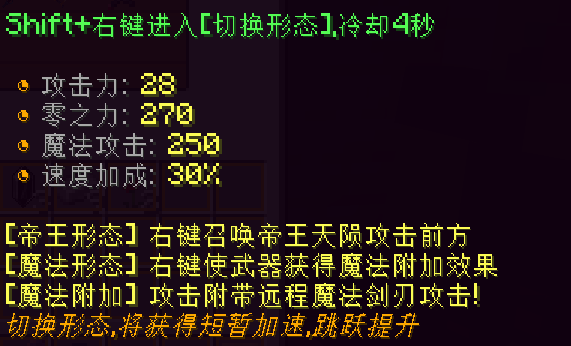 Shift+右键进入[切换形态],冷却4秒
攻击力: 28
零之力: 270
魔法攻击: 250
速度加成: 30%
[帝王形态] 右键召唤帝王天陨攻击前方
[魔法形态] 右键使武器获得魔法附加效果
[魔法附加] 攻击附带远程魔法剑刃攻击!
切换形态,将获得短暂加速,跳跃提升